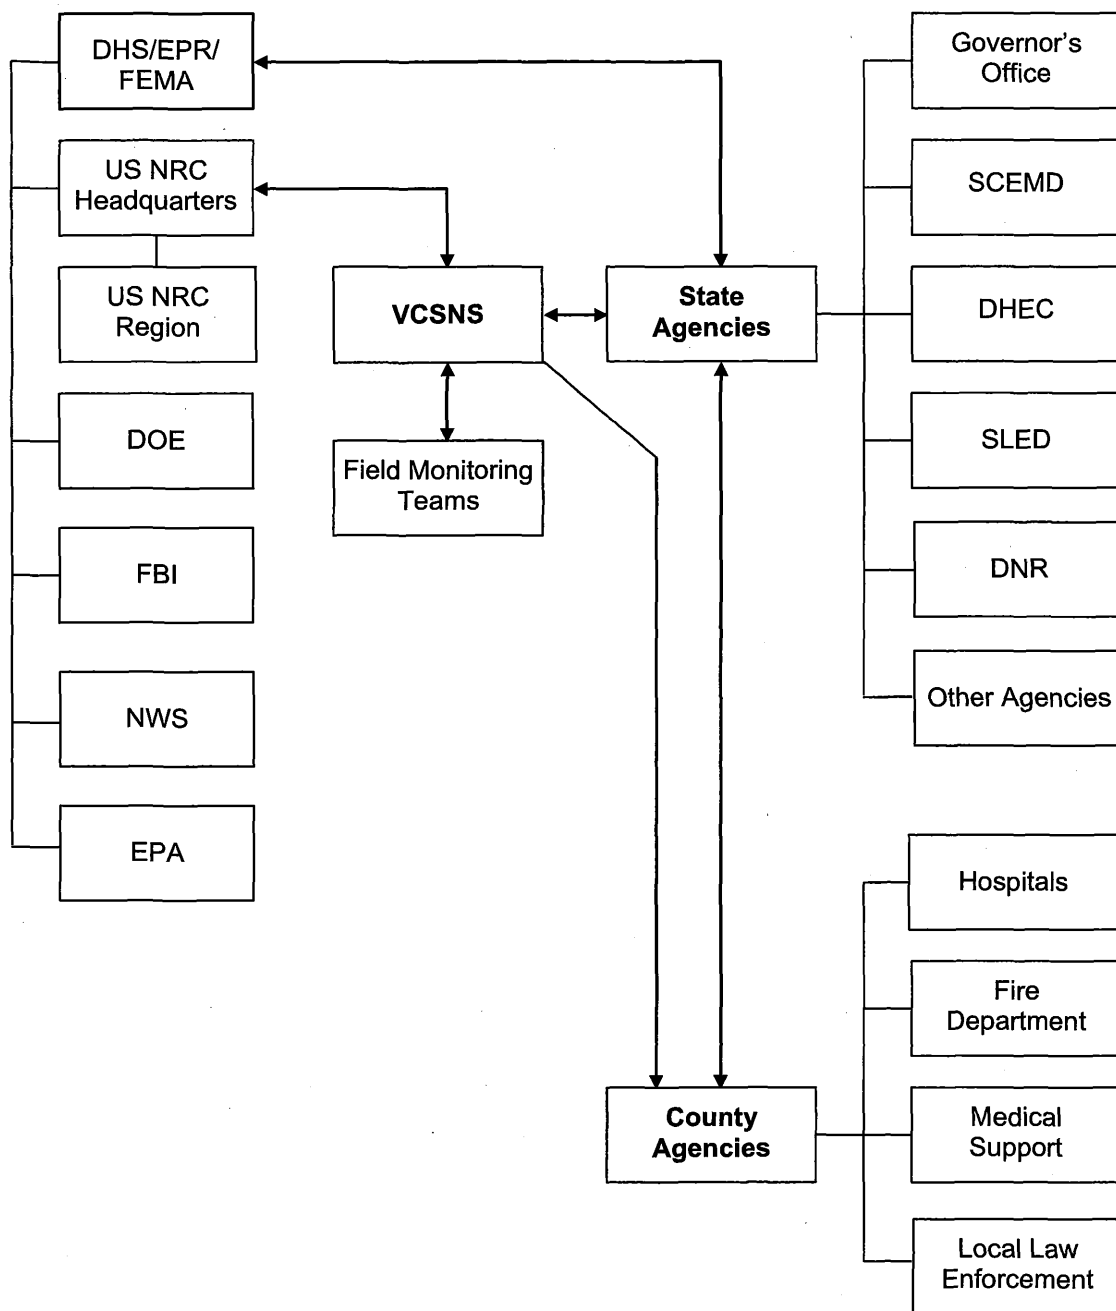 DHS/EPR/
FEMA
US NRC
Headquarters
US NRC
Region
DOE
FBI
NWS
EPA
VCSNS
Field Monitoring
Teams
State
Agencies
County
Agencies
Governor's
Office
SCEMD
DHEC
SLED
DNR
Other Agencies
Hospitals
Fire
Department
Medical
Support
Local Law
Enforcement